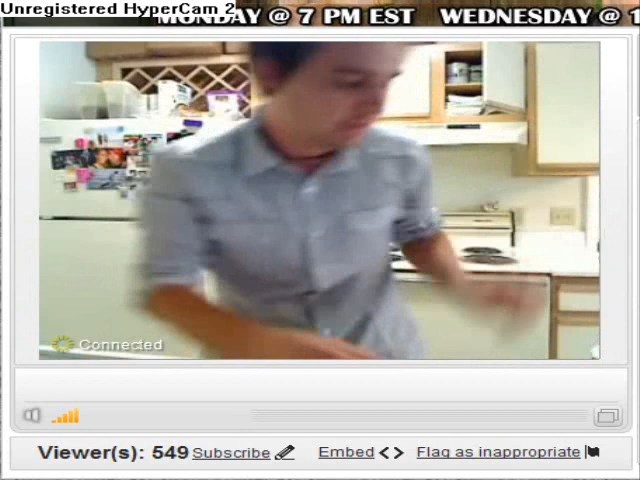 Unregistered HyperCam 2
MONDAY @ 7 PM EST WEDNESDAY @ 1
Connected
Viewer(s): 549 Subscribe Embed <> Flag as inappropriate